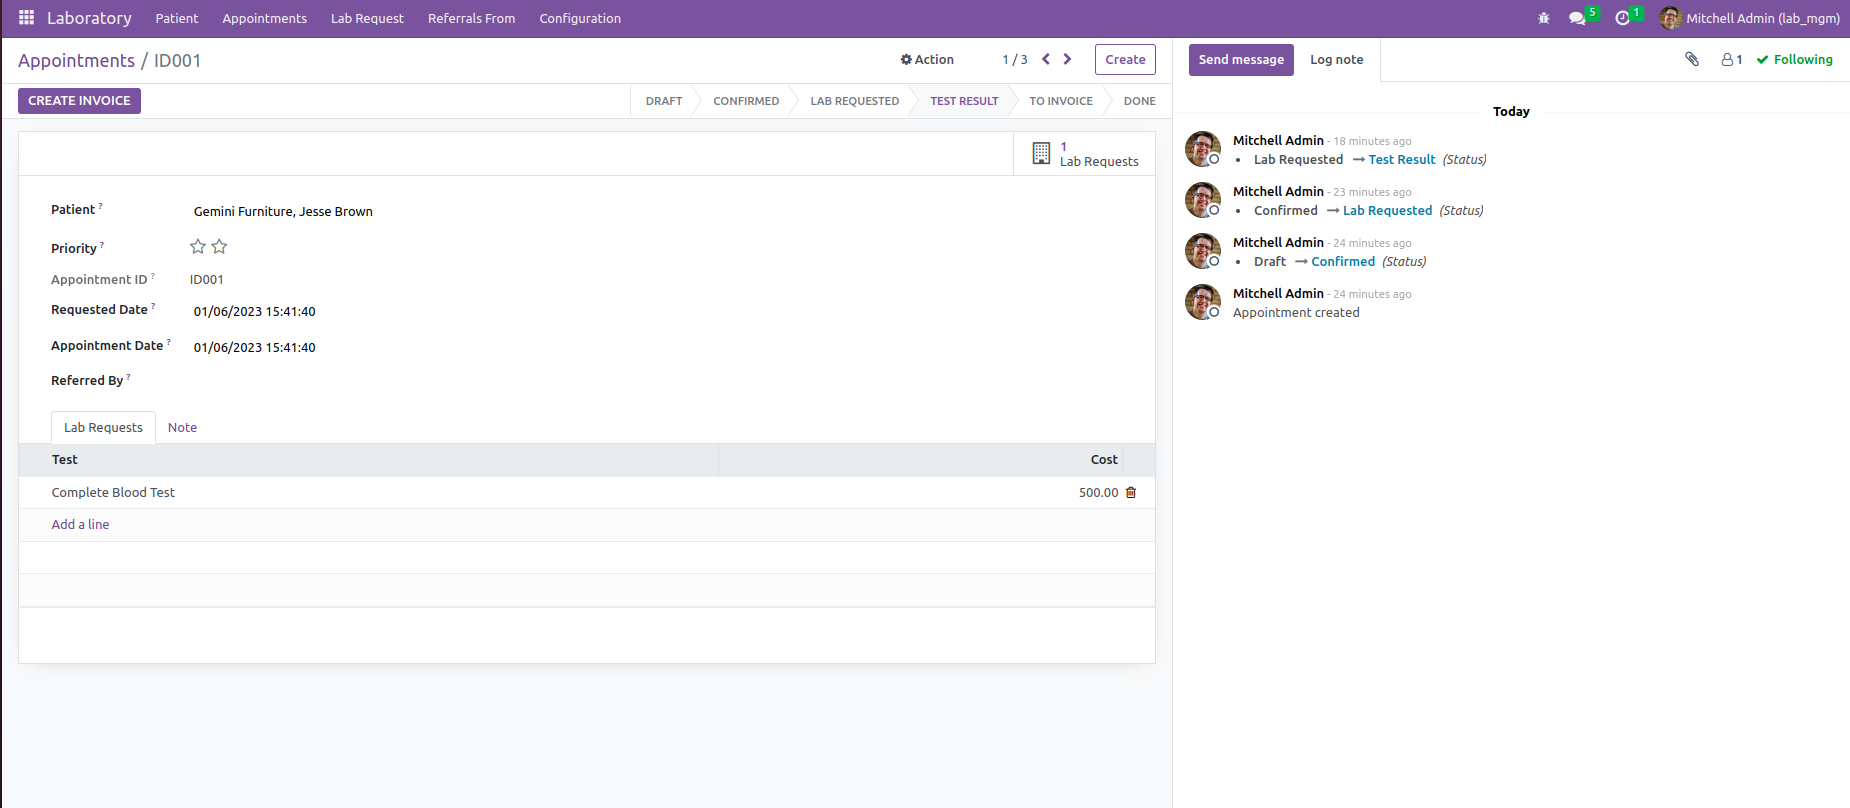 Laboratory Patient Appointments Lab Request Referrals From Configuration 5 1 Mitchell Admin (lab_mgm)
Appointments / ID001 Action 1 / 3 Create
CREATE INVOICE DRAFT CONFIRMED LAB REQUESTED TEST RESULT TO INVOICE DONE
1
Lab Requests
Patient ? Gemini Furniture, Jesse Brown
Priority ?
Appointment ID ? ID001
Requested Date ? 01/06/2023 15:41:40
Appointment Date ? 01/06/2023 15:41:40
Referred By ?
Lab Requests Note
Test Cost
Complete Blood Test 500.00
Add a line
Send message Log note 1 Following
Today
Mitchell Admin - 18 minutes ago
• Lab Requested → Test Result (Status)
Mitchell Admin - 23 minutes ago
• Confirmed → Lab Requested (Status)
Mitchell Admin - 24 minutes ago
• Draft → Confirmed (Status)
Mitchell Admin - 24 minutes ago
Appointment created